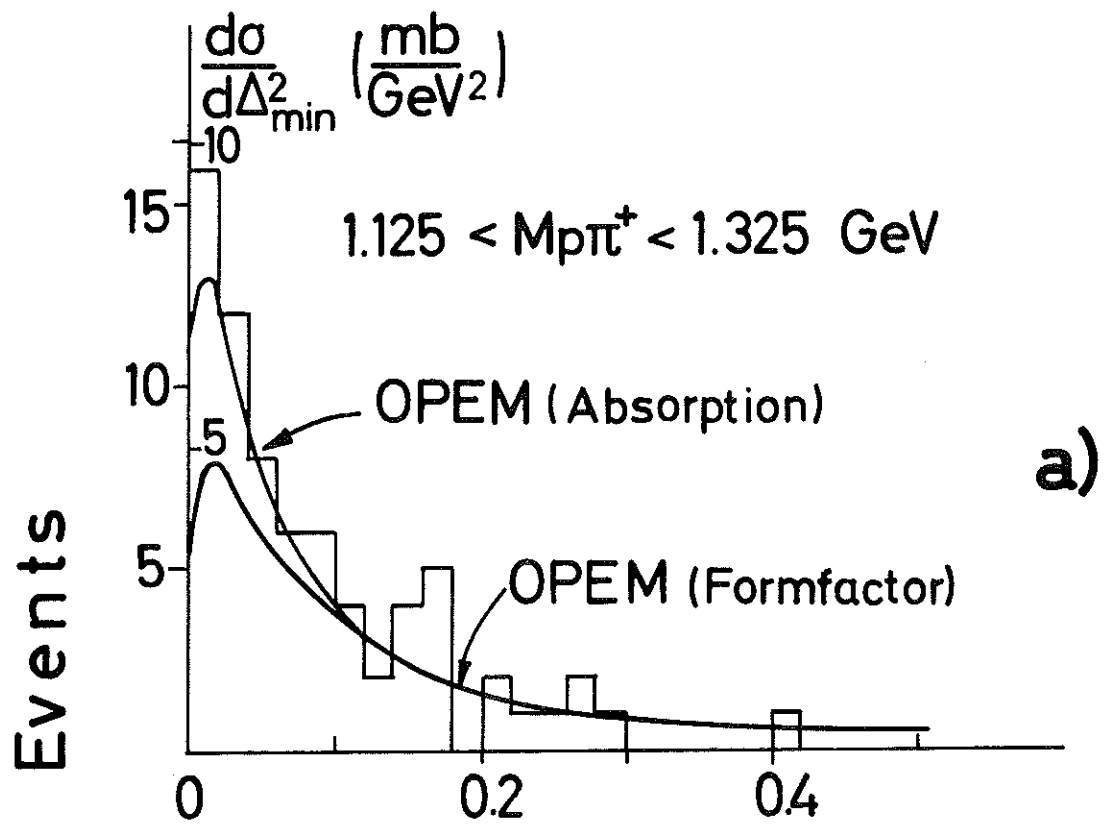 dσ/dΔ²min (mb/GeV²)
10
15
1.125 < Mpπ⁺ < 1.325 GeV
10
OPEM (Absorption)
5
a)
5
OPEM (Formfactor)
Events
0 0.2 0.4